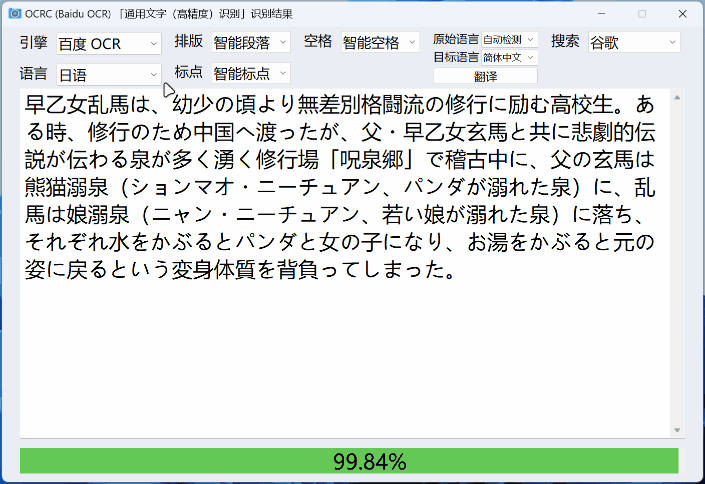 OCRC (Baidu OCR) 「通用文字（高精度）识别」识别结果
引擎 百度 OCR 排版 智能段落 空格 智能空格 原始语言 自动检测 搜索 谷歌
目标语言 简体中文
语言 日语 标点 智能标点 翻译
早乙女乱馬は、幼少の頃より無差別格闘流の修行に励む高校生。あ
る時、修行のため中国へ渡ったが、父・早乙女玄馬と共に悲劇的伝
説が伝わる泉が多く湧く修行場「呪泉郷」で稽古中に、父の玄馬は
熊猫溺泉（ションマオ・ニーチュアン、パンダが溺れた泉）に、乱
馬は娘溺泉（ニャン・ニーチュアン、若い娘が溺れた泉）に落ち、
それぞれ水をかぶるとパンダと女の子になり、お湯をかぶると元の
姿に戻るという変身体質を背負ってしまった。
99.84%